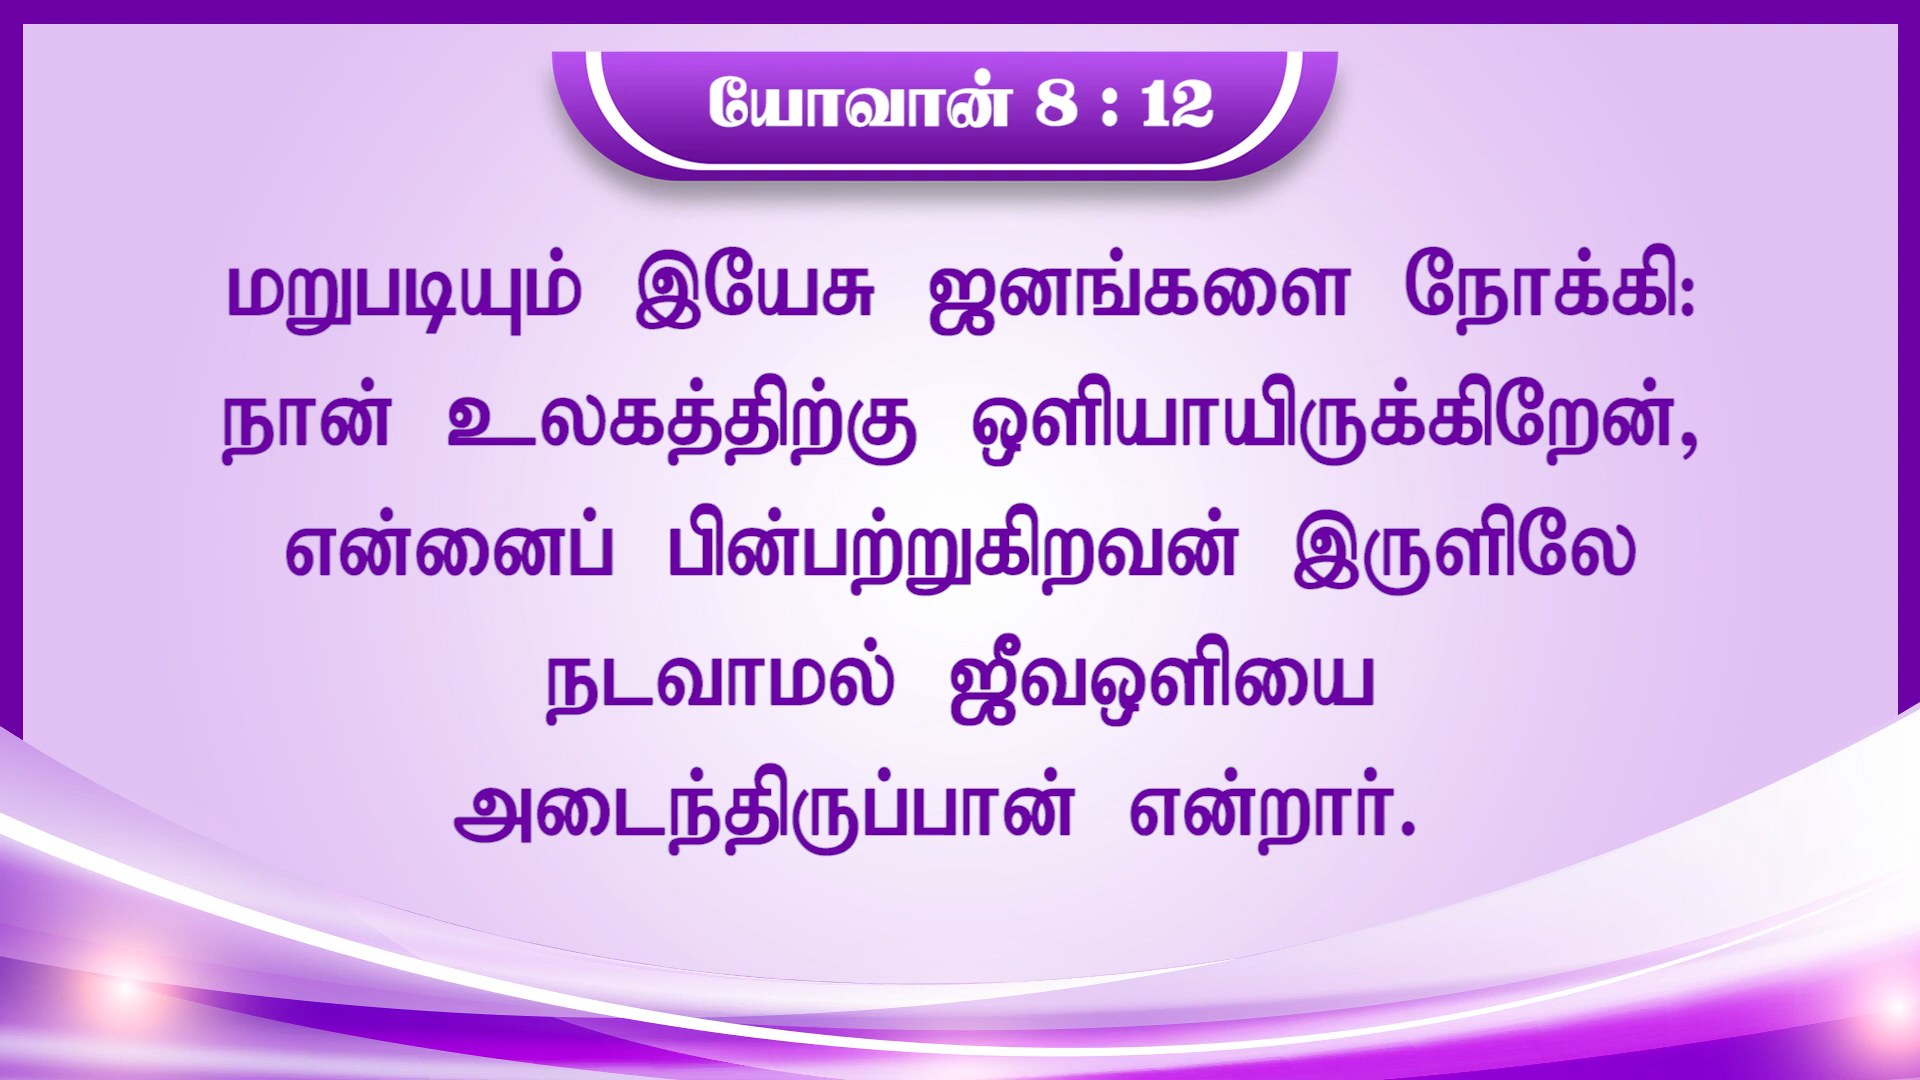 யோவான் 8 : 12
மறுபடியும் இயேசு ஜனங்களை நோக்கி:
நான் உலகத்திற்கு ஒளியாயிருக்கிறேன்,
என்னைப் பின்பற்றுகிறவன் இருளிலே
நடவாமல் ஜீவஒளியை
அடைந்திருப்பான் என்றார்.